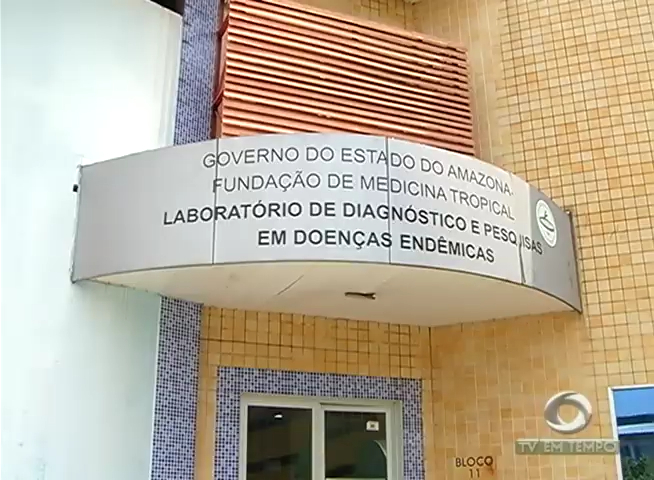 GOVERNO DO ESTADO DO AMAZONA
FUNDAÇÃO DE MEDICINA TROPICAL
LABORATÓRIO DE DIAGNÓSTICO E PESQUISAS
EM DOENÇAS ENDÊMICAS
BLOCO
11
TV EM TEMPO